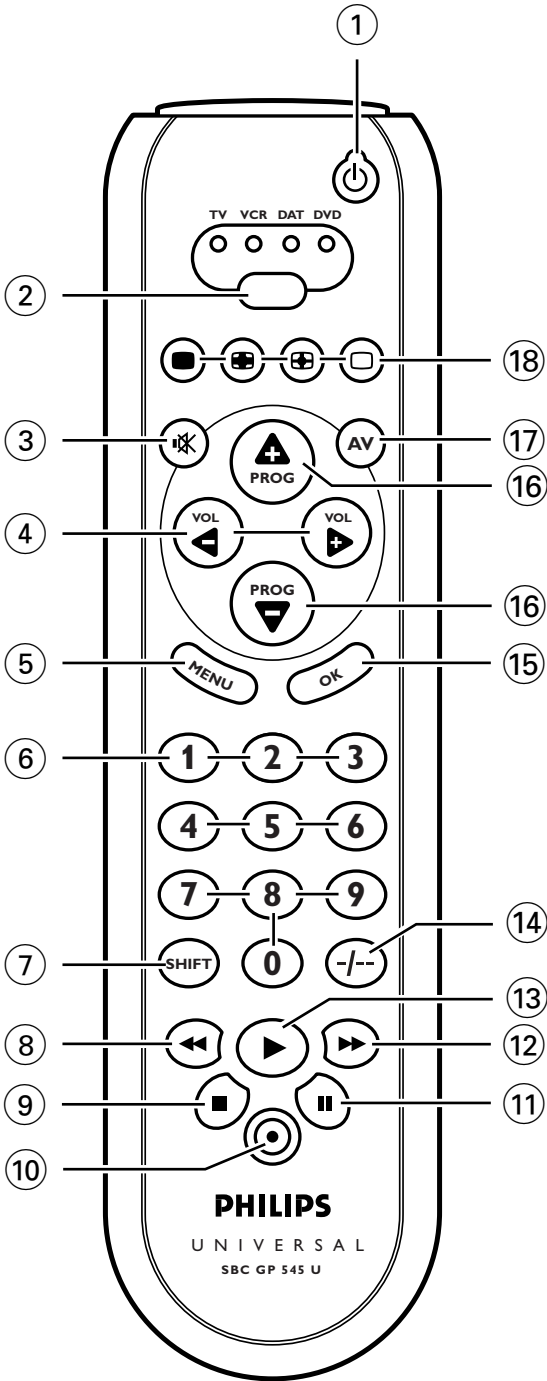 1
TV VCR DAT DVD
2
18
3
AV
17
PROG
16
4
VOL
VOL
PROG
16
5
MENU
OK
15
6
1 2 3
4 5 6
7 8 9
14
7
SHIFT
0
-/--
13
8
12
9
11
10
PHILIPS
UNIVERSAL
SBC GP 545 U